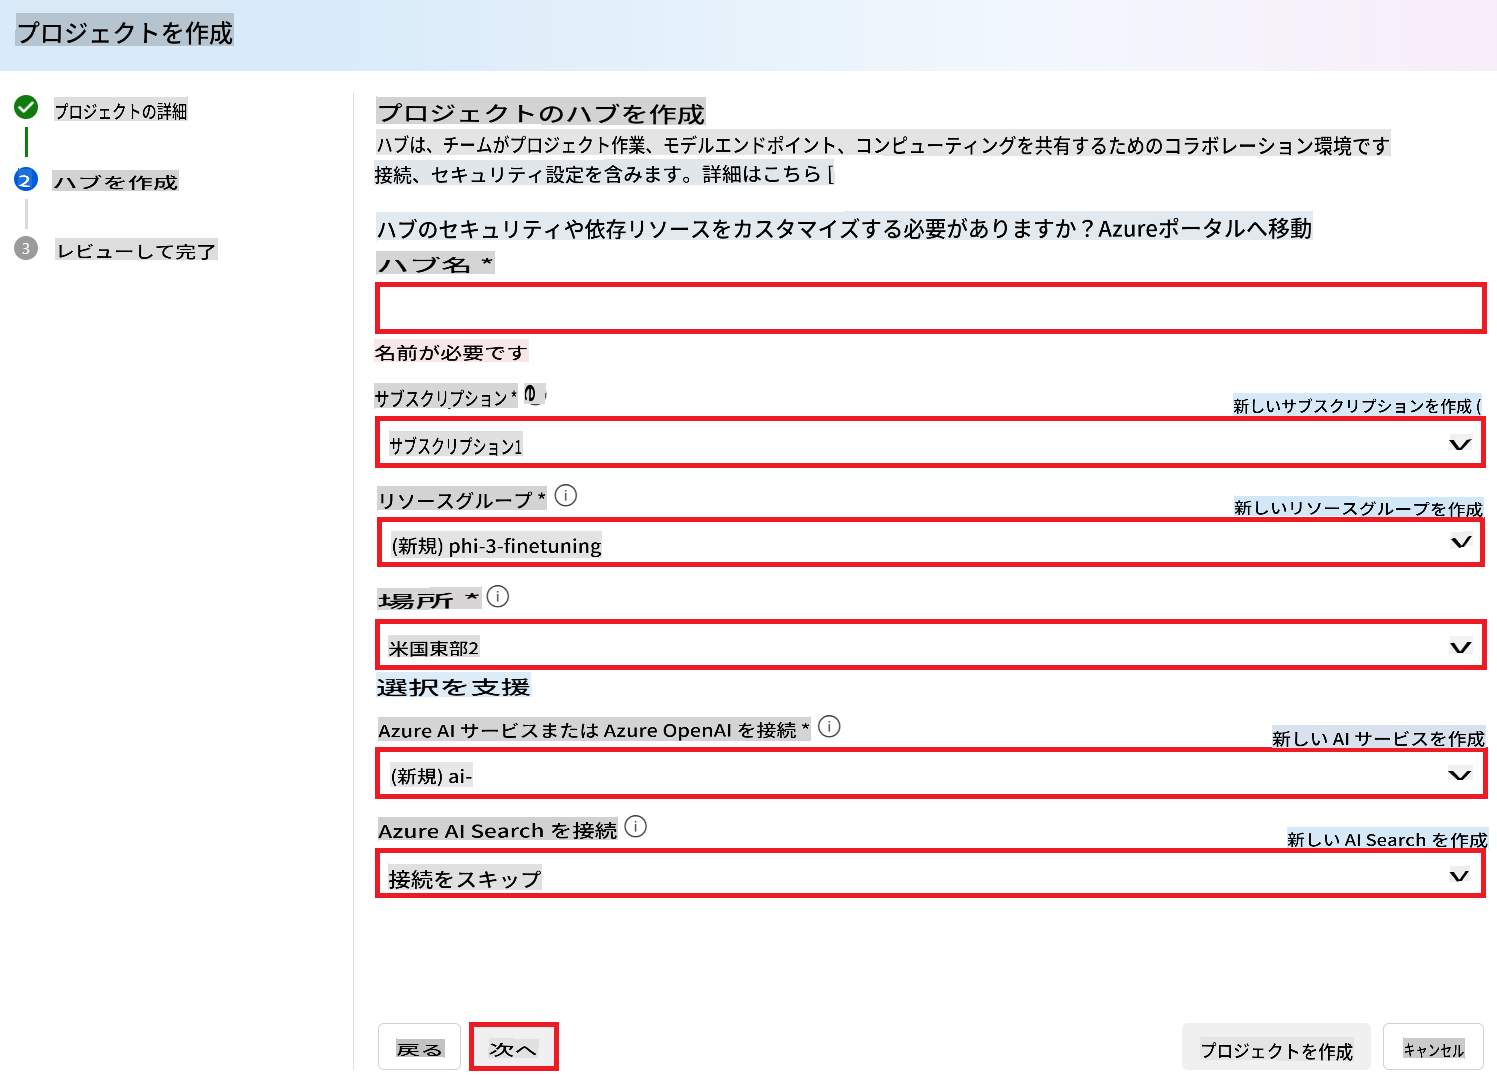 プロジェクトを作成
プロジェクトの詳細
2 ハブを作成
3 レビューして完了
プロジェクトのハブを作成
ハブは、チームがプロジェクト作業、モデルエンドポイント、コンピューティングを共有するためのコラボレーション環境です
接続、セキュリティ設定を含みます。詳細はこちら [
ハブのセキュリティや依存リソースをカスタマイズする必要がありますか？Azureポータルへ移動
ハブ名 *
名前が必要です
サブスクリプション *
新しいサブスクリプションを作成 (
サブスクリプション1
リソースグループ *
新しいリソースグループを作成
(新規) phi-3-finetuning
場所 *
米国東部2
選択を支援
Azure AI サービスまたは Azure OpenAI を接続 *
新しい AI サービスを作成
(新規) ai-
Azure AI Search を接続
新しい AI Search を作成
接続をスキップ
戻る
次へ
プロジェクトを作成
キャンセル